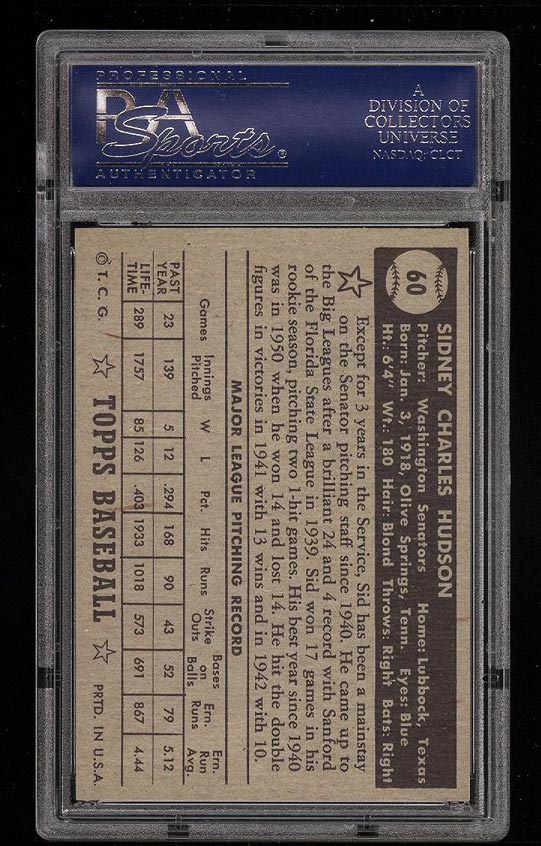 PROFESSIONAL
PSA
Sports®
AUTHENTICATOR
A
DIVISION OF
COLLECTORS
UNIVERSE
NASDAQ: CLCT
60
SIDNEY CHARLES HUDSON
Pitcher: Washington Senators Home: Lubbock, Texas
Born: Jan. 3, 1918, Olive Springs, Tenn. Eyes: Blue
Ht.: 6'4" Wt.: 180 Hair: Blond Throws: Right Bats: Right
Except for 3 years in the Service, Sid has been a mainstay
on the Senator pitching staff since 1940. He came up to
the Big Leagues after a brilliant 24 and 4 record with Sanford
of the Florida State League in 1939. Sid won 17 games in his
rookie season, pitching two 1-hit games. His best year since 1940
was in 1950 when he won 14 and lost 14. He hit the double
figures in victories in 1941 with 13 wins and in 1942 with 10.
MAJOR LEAGUE PITCHING RECORD
Games Innings Pitched W L Pct. Hits Runs Strike Outs Bases on Balls Ern. Runs Ern. Run Avg.
PAST YEAR 23 139 5 12 .294 168 90 43 52 79 5.12
LIFE-TIME 289 1757 85 126 .403 1933 1018 573 691 867 4.44
© T. C. G. ☆ TOPPS BASEBALL ☆ PRTD. IN U.S.A.